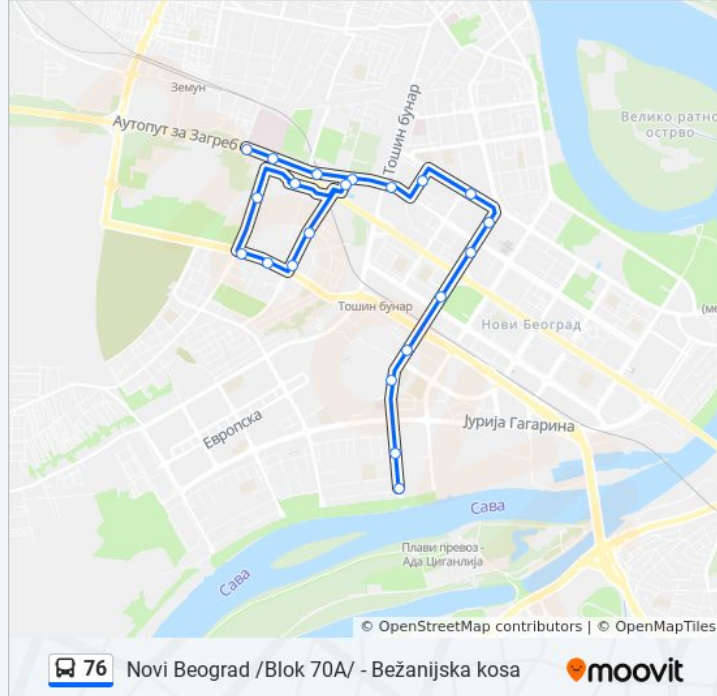 Земун
Аутопут за Загреб
Тошин бунар
Велико ратно
острво
Тошин бунар
Нови Београд
(ме
Европска
Јурија Гагарина
Сава
Плави превоз -
Ада Циганлија
Сава
© OpenStreetMap contributors | © OpenMapTiles
76 Novi Beograd /Blok 70A/ - Bežanijska kosa moovit